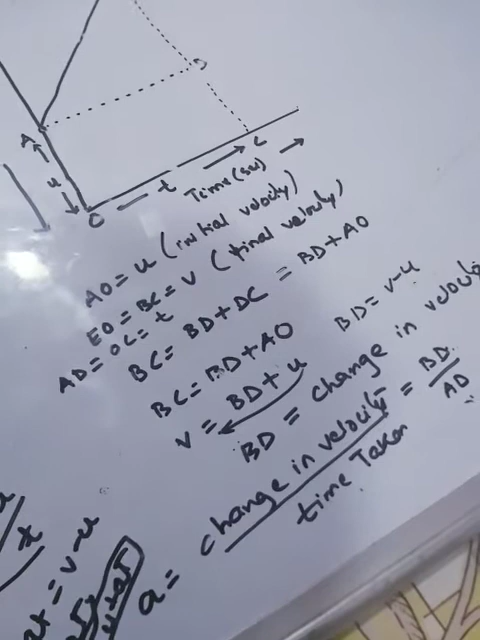 A
D
u
O
t
C
Time (sec)
AO = u (initial velocity)
EO = BC = v (final velocity)
AD = OC = t
BC = BD + DC = BD + AO
BC = BD + AO
v = BD + u BD = v - u
BD = change in velocity
a = change in velocity / time Taken = BD / AD
u
t
at = v - u